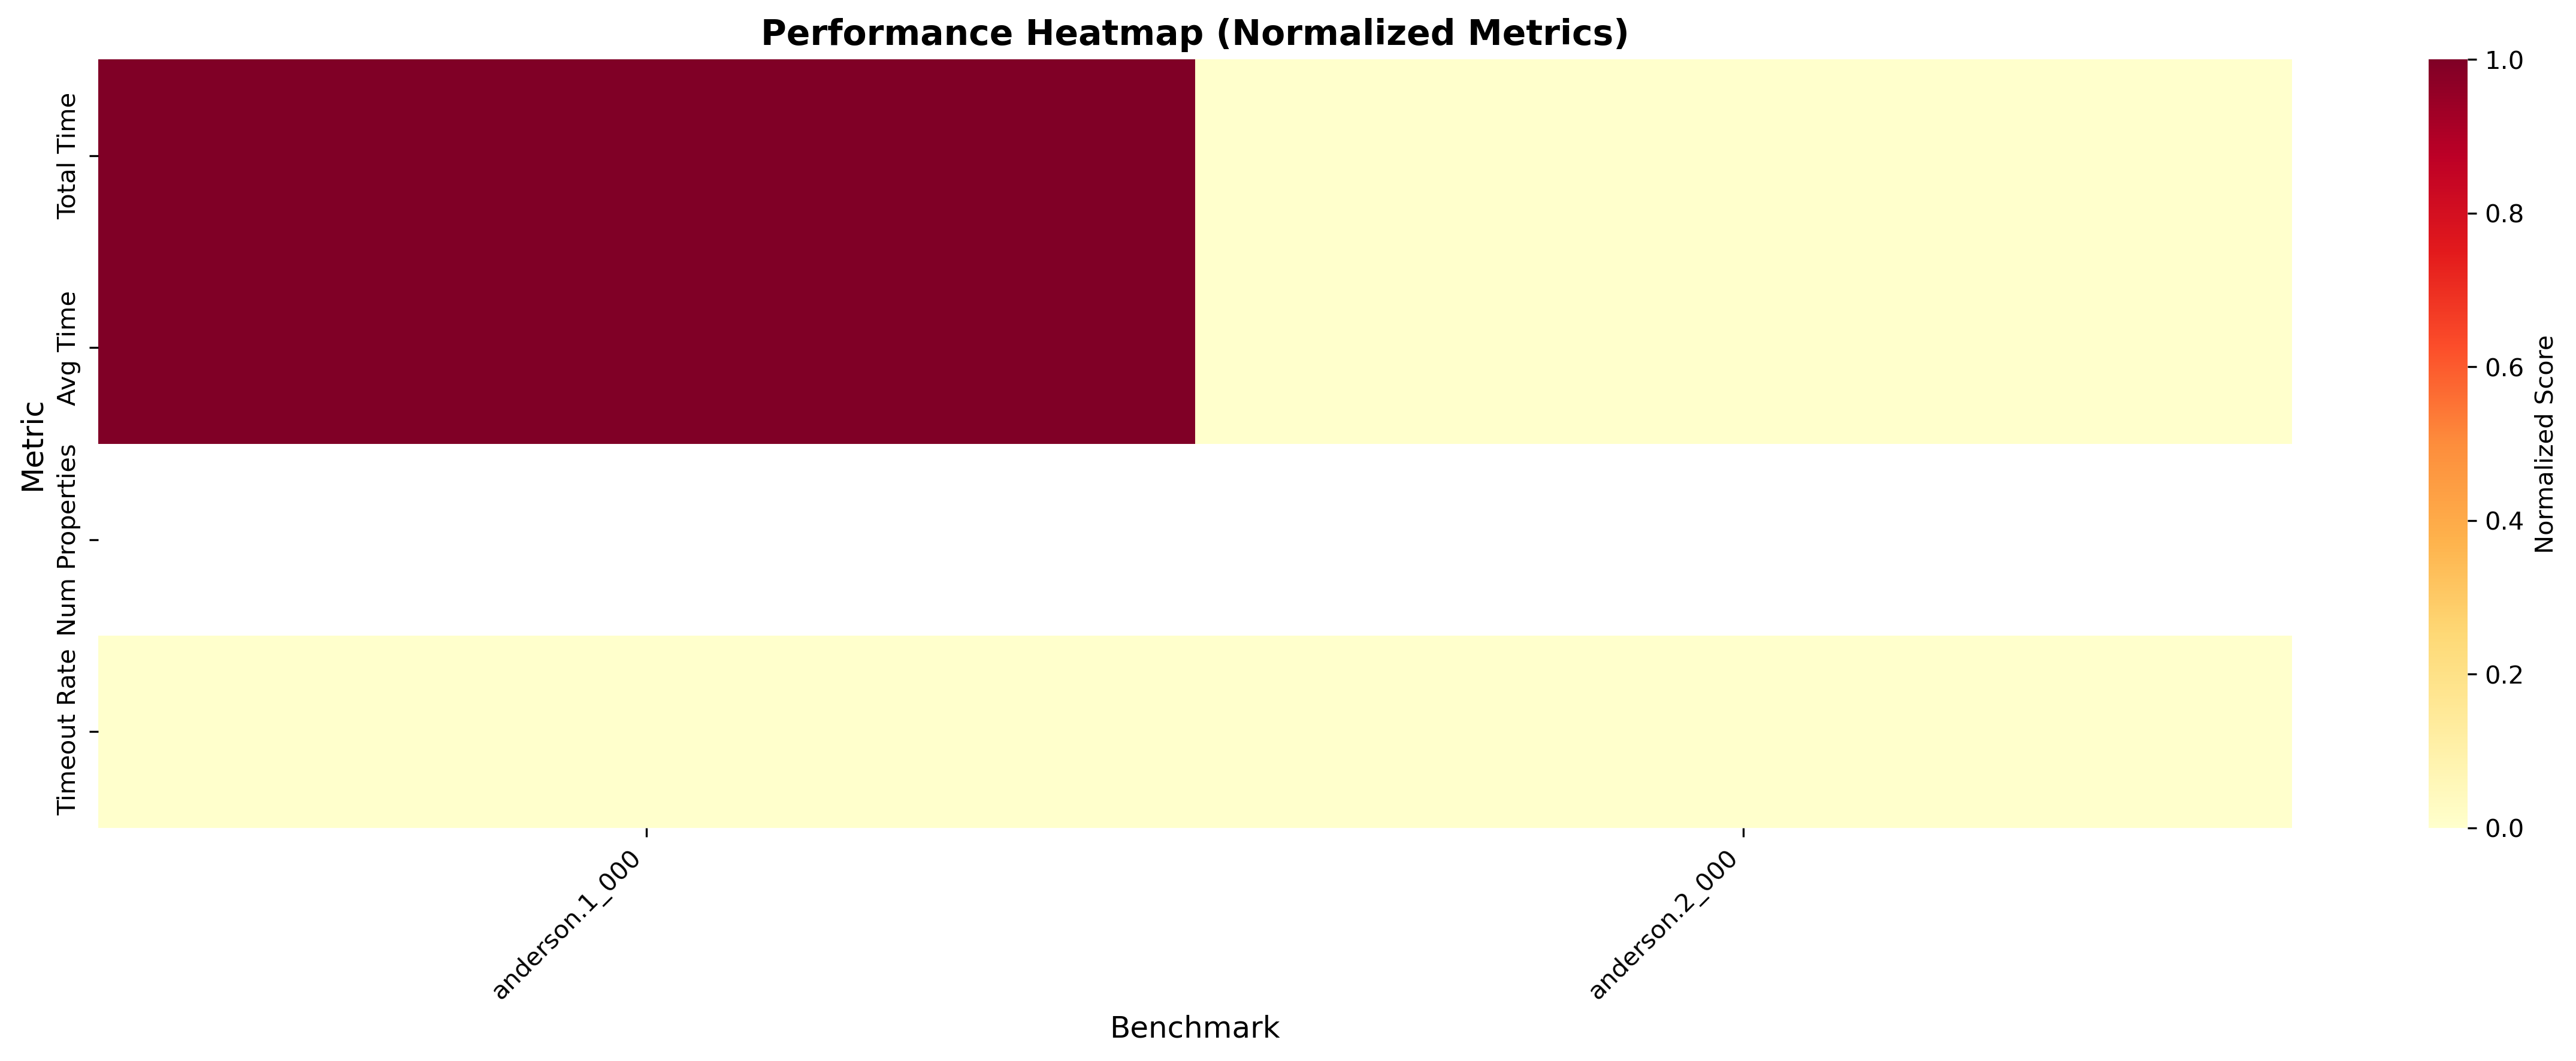 Performance Heatmap (Normalized Metrics)
Metric
Total Time
Avg Time
Num Properties
Timeout Rate
anderson.1_000
anderson.2_000
Benchmark
1.0
0.8
0.6
0.4
0.2
0.0
Normalized Score